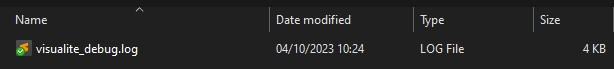 Name Date modified Type Size
visualite_debug.log 04/10/2023 10:24 LOG File 4 KB